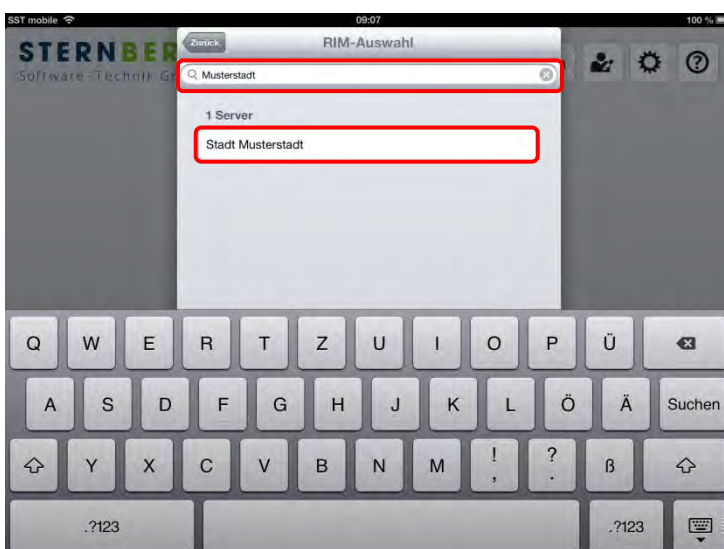 SST mobile 09:07 100 %
Zurück RIM-Auswahl
STERNBER
Software-Technik G
Musterstadt
1 Server
Stadt Musterstadt
Q W E R T Z U I O P Ü
A S D F G H J K L Ö Ä Suchen
Y X C V B N M ! , ? . ß
.?123 .?123